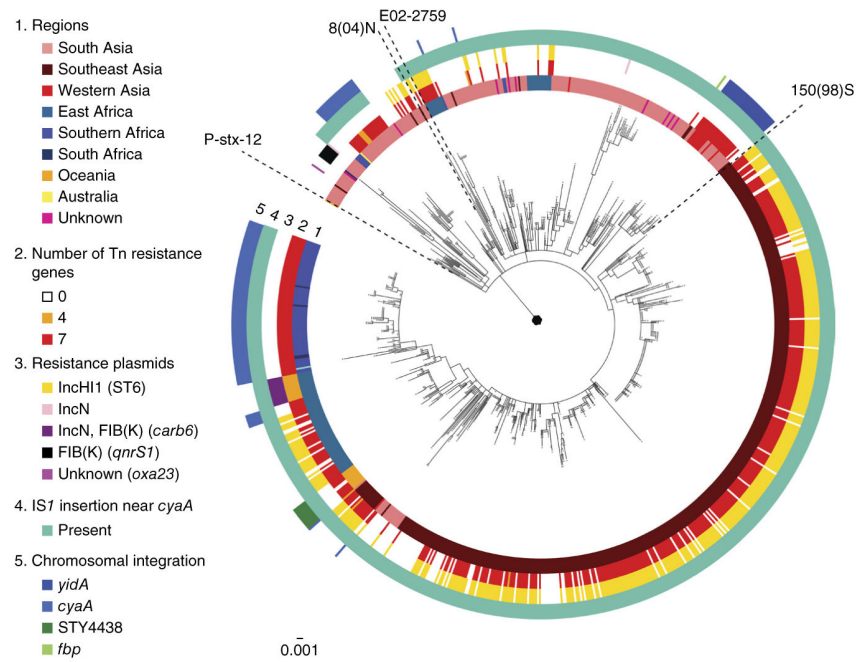 1. Regions
South Asia
Southeast Asia
Western Asia
East Africa
Southern Africa
South Africa
Oceania
Australia
Unknown
2. Number of Tn resistance
genes
0
4
7
3. Resistance plasmids
IncHI1 (ST6)
IncN
IncN, FIB(K) (carb6)
FIB(K) (qnrS1)
Unknown (oxa23)
4. IS1 insertion near cyaA
Present
5. Chromosomal integration
yidA
cyaA
STY4438
fbp
E02-2759
8(04)N
150(98)S
P-stx-12
5 4 3 2 1
0.001